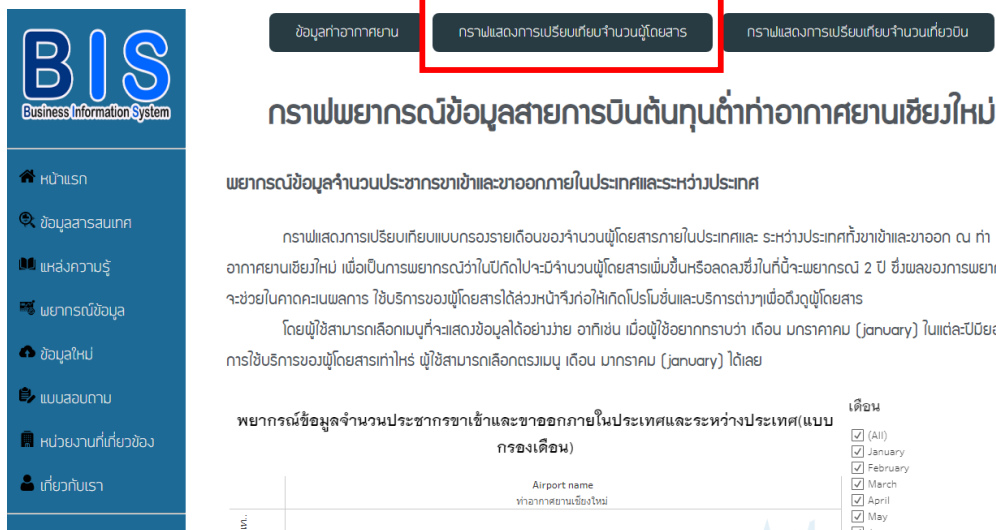 ข้อมูลท่าอากาศยาน
กราฟแสดงการเปรียบเทียบจำนวนผู้โดยสาร
กราฟแสดงการเปรียบเทียบจำนวนเที่ยวบิน
BIS
Business Information System
หน้าแรก
ข้อมูลสารสนเทศ
แหล่งความรู้
พยากรณ์ข้อมูล
ข้อมูลใหม่
แบบสอบถาม
หน่วยงานที่เกี่ยวข้อง
เกี่ยวกับเรา
กราฟพยากรณ์ข้อมูลสายการบินต้นทุนต่ำท่าอากาศยานเชียงใหม่
พยากรณ์ข้อมูลจำนวนประชากรขาเข้าและขาออกภายในประเทศและระหว่างประเทศ
กราฟแสดงการเปรียบเทียบแบบกรองรายเดือนของจำนวนผู้โดยสารภายในประเทศและ ระหว่างประเทศทั้งขาเข้าและขาออก ณ ท่า
อากาศยานเชียงใหม่ เพื่อเป็นการพยากรณ์ว่าในปีถัดไปจะมีจำนวนผู้โดยสารเพิ่มขึ้นหรือลดลงซึ่งในที่นี้จะพยากรณ์ 2 ปี ซึ่งผลของการพยาก
จะช่วยในคาดคะเนผลการ ใช้บริการของผู้โดยสารได้ล่วงหน้าจึงก่อให้เกิดโปรโมชั่นและบริการต่างๆเพื่อดึงดูผู้โดยสาร
โดยผู้ใช้สามารถเลือกเมนูที่จะแสดงข้อมูลได้อย่างง่าย อาทิเช่น เมื่อผู้ใช้อยากทราบว่า เดือน มกราคาคม (january) ในแต่ละปีมียอ
การใช้บริการของผู้โดยสารเท่าไหร่ ผู้ใช้สามารถเลือกตรงเมนู เดือน มากราคม (january) ได้เลย
พยากรณ์ข้อมูลจำนวนประชากรขาเข้าและขาออกภายในประเทศและระหว่างประเทศ(แบบ
กรองเดือน)
Airport name
ท่าอากาศยานเชียงใหม่
เดือน
(All)
January
February
March
April
May